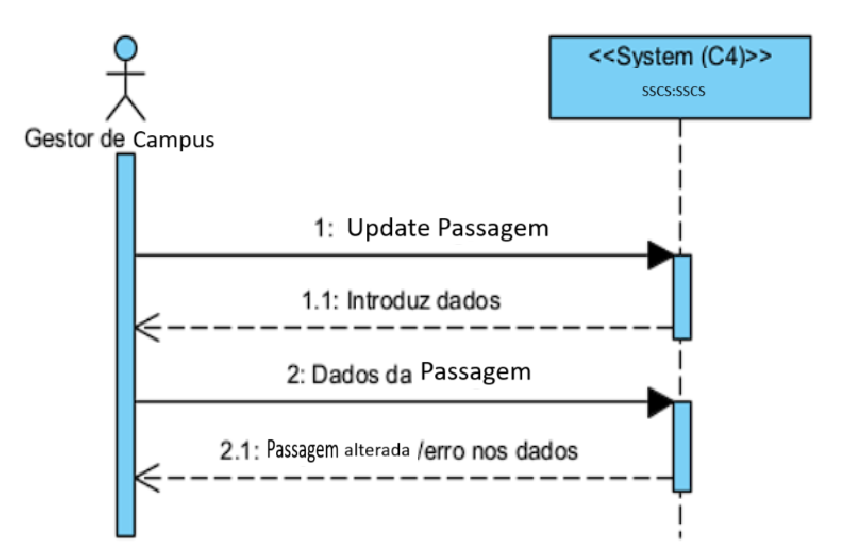 <<System (C4)>>
sscs:sscs
Gestor de Campus
1: Update Passagem
1.1: Introduz dados
2: Dados da Passagem
2.1: Passagem alterada /erro nos dados